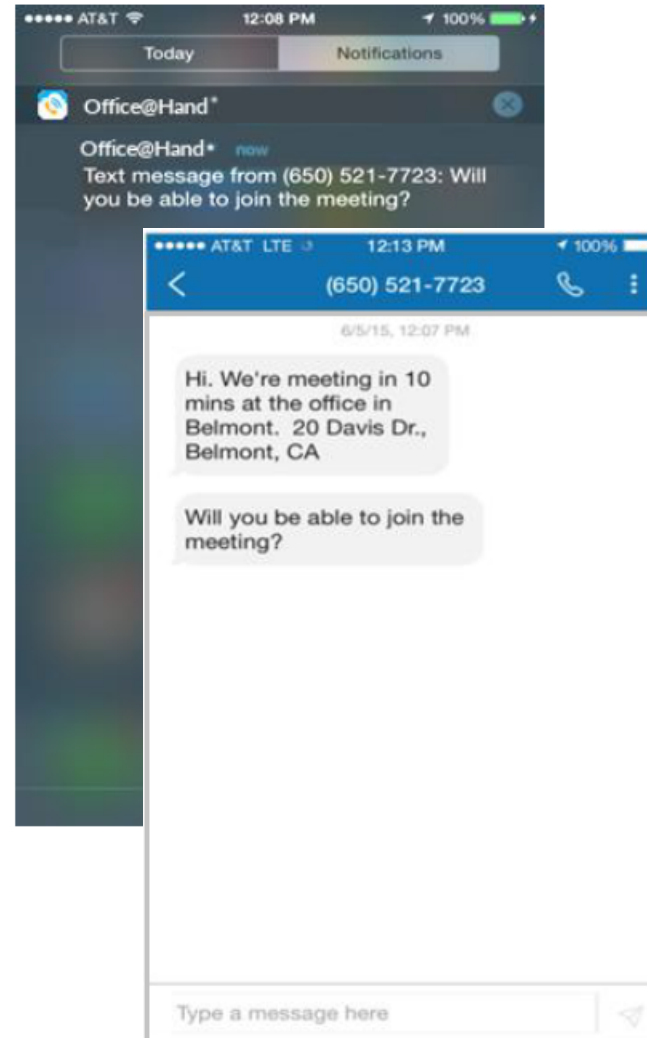 AT&T 12:08 PM 100%
Today Notifications
Office@Hand*
Office@Hand* now
Text message from (650) 521-7723: Will
you be able to join the meeting?
AT&T LTE 12:13 PM 100%
(650) 521-7723
6/5/15, 12:07 PM
Hi. We're meeting in 10
mins at the office in
Belmont. 20 Davis Dr.,
Belmont, CA
Will you be able to join the
meeting?
Type a message here